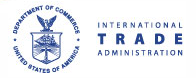 DEPARTMENT OF COMMERCE
UNITED STATES OF AMERICA
INTERNATIONAL
TRADE
ADMINISTRATION